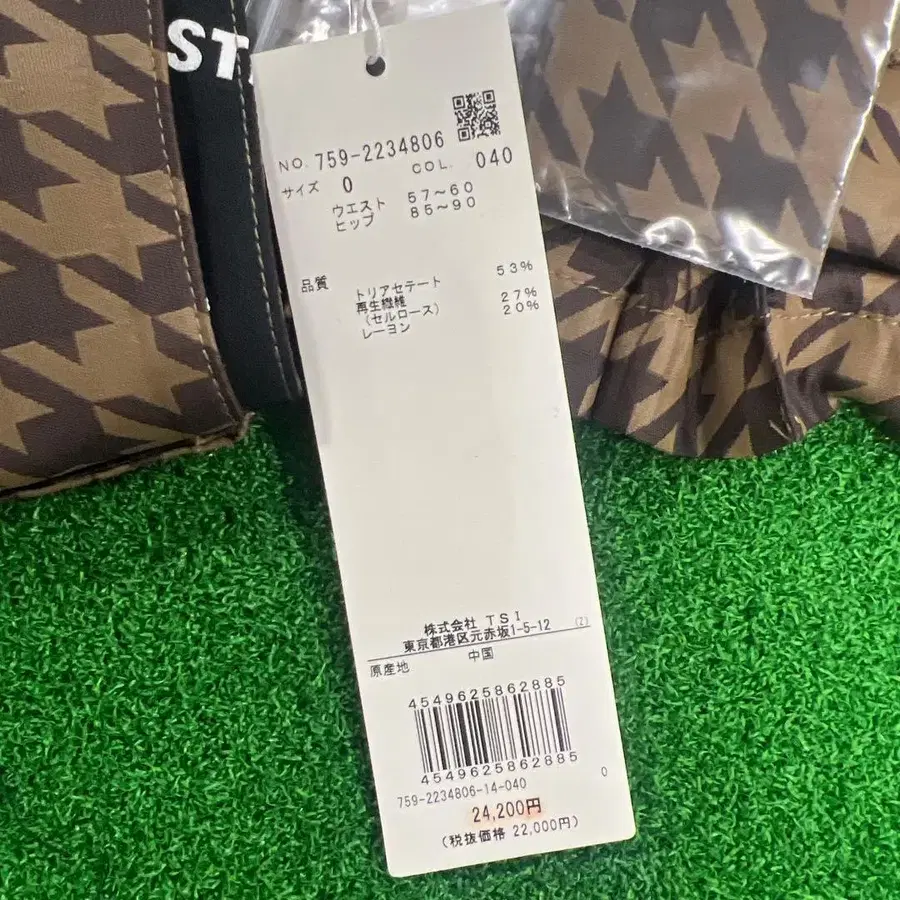 ST
NO. 759-2234806
COL. 040
サイズ 0
ウエスト 57～60
ヒップ 85～90
品質
トリアセテート 53%
再生繊維 27%
(セルロース)
レーヨン 20%
株式会社 TSI
東京都港区元赤坂1-5-12 (Z)
原産地 中国
4549625862885
4549625862885
759-2234806-14-040 0
24,200円
(税抜価格 22,000円)